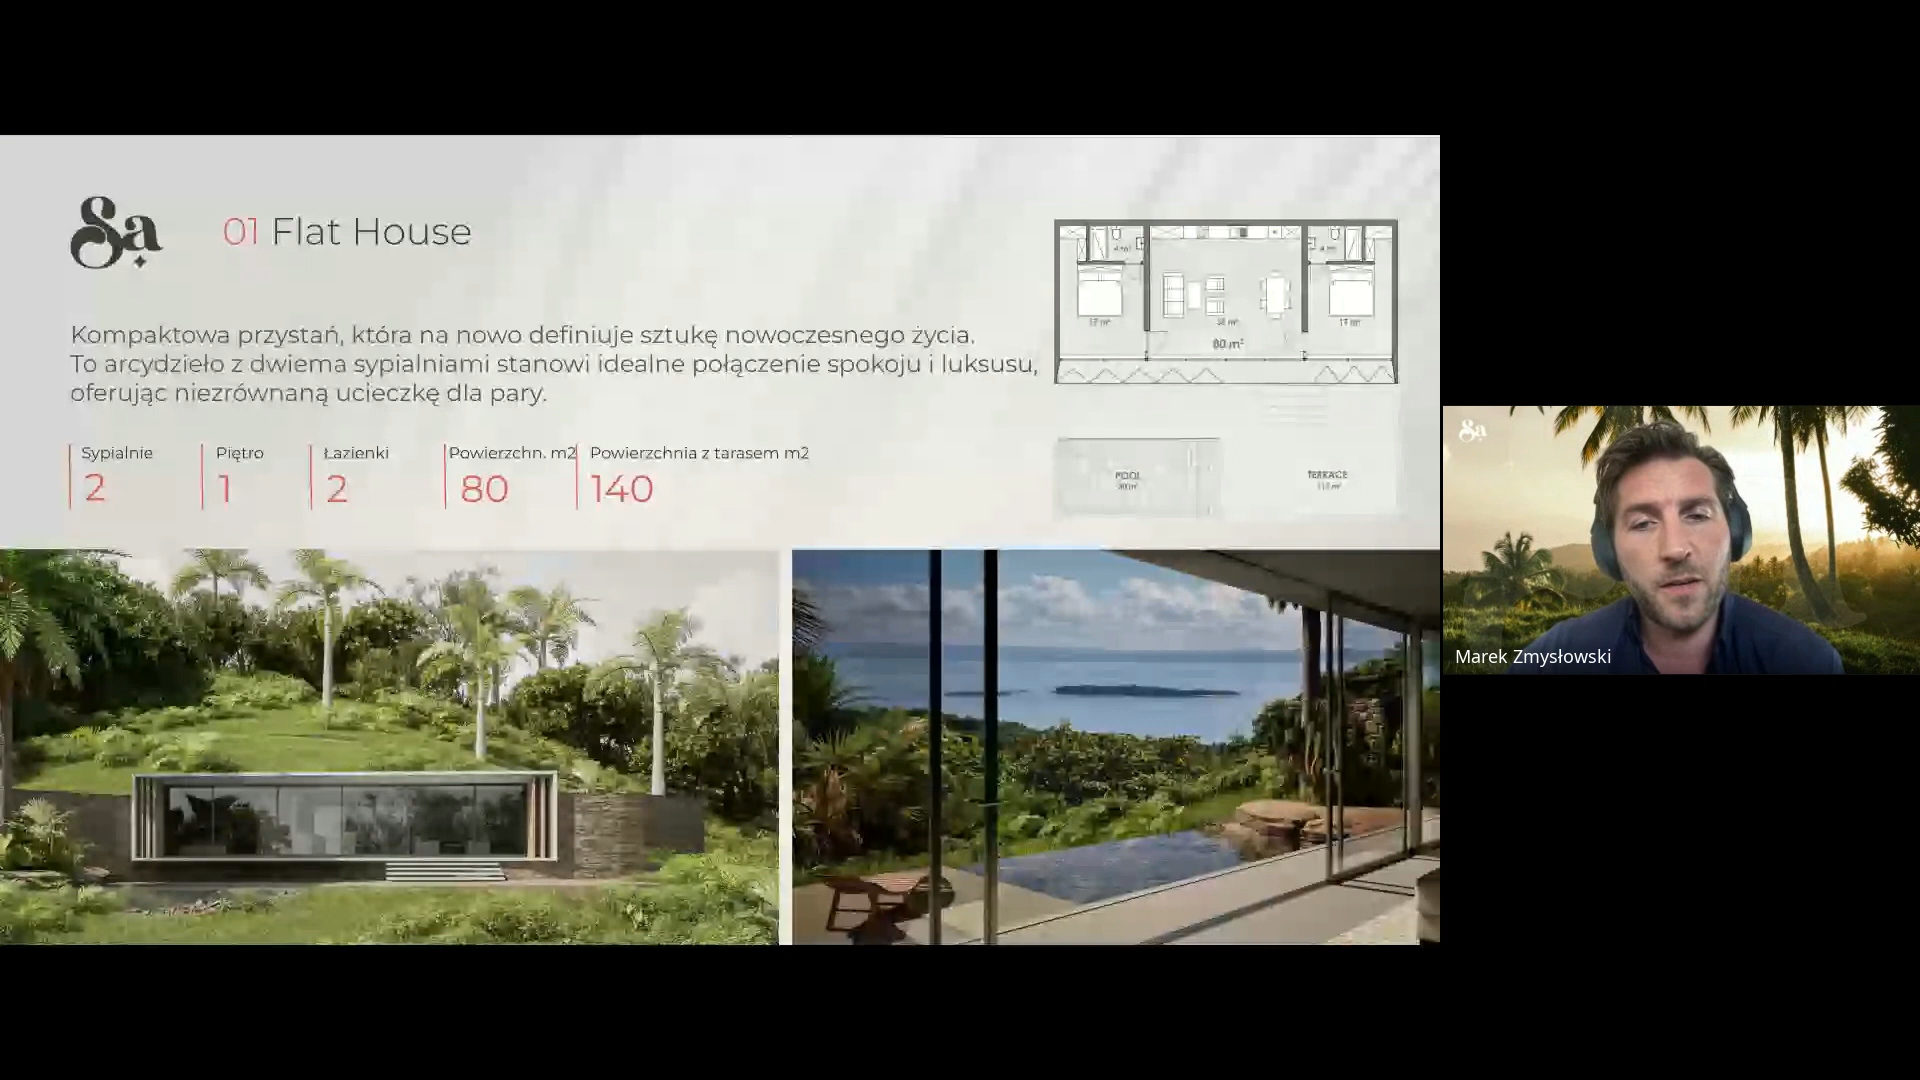 Sa
01 Flat House
Kompaktowa przystań, która na nowo definiuje sztukę nowoczesnego życia.
To arcydzieło z dwiema sypialniami stanowi idealne połączenie spokoju i luksusu,
oferując niezrównaną ucieczkę dla pary.
Sypialnie
2
Piętro
1
Łazienki
2
Powierzchn. m2
80
Powierzchnia z tarasem m2
140
80 m²
POOL
TERRACE
Sa
Marek Zmysłowski